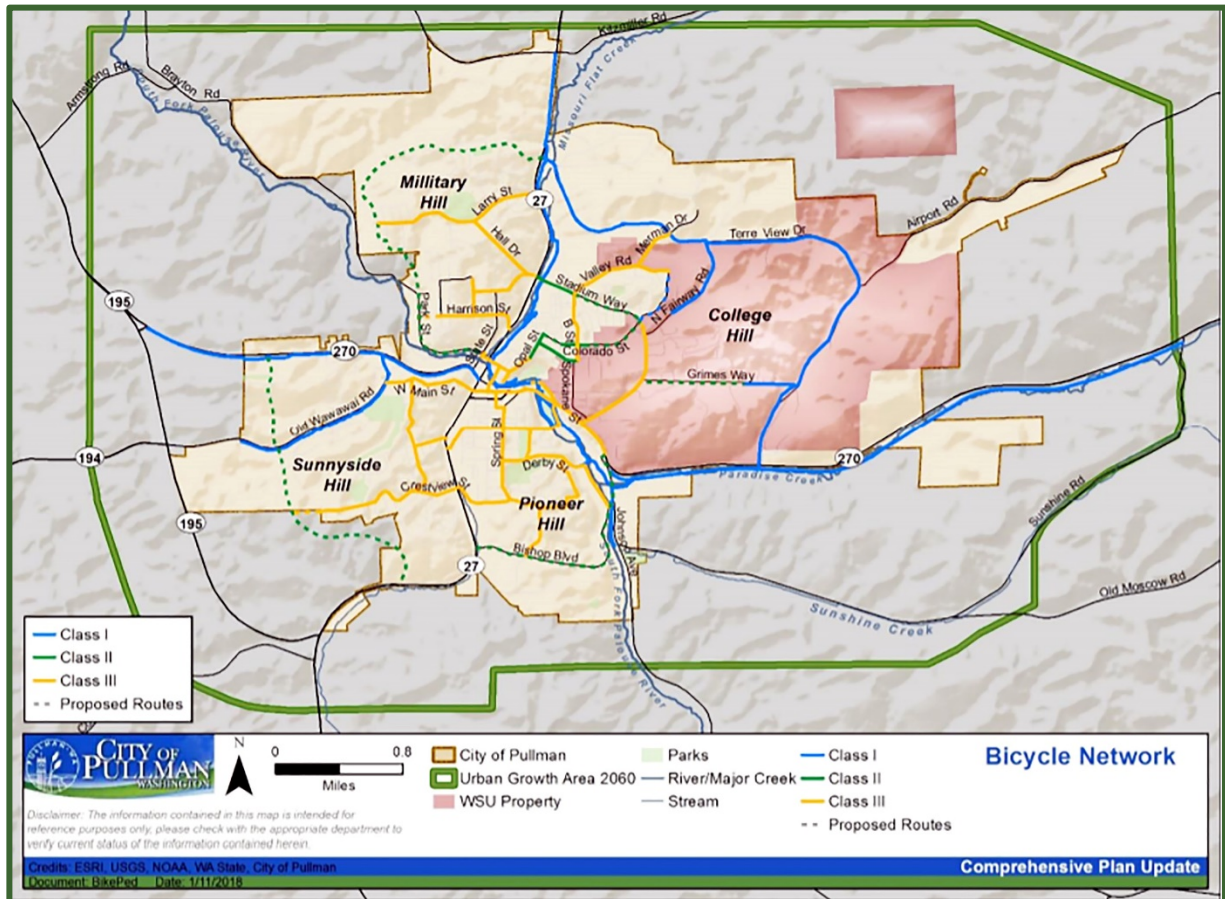 Kitzmiller Rd
Armstrong Rd
Brayton Rd
South Fork Palouse River
Missouri Flat Creek
Millitary
Hill
Larry St
27
Hall Dr
Merman Dr
Terre View Dr
Airport Rd
Valley Rd
Stadium Way
N Fairway Rd
195
Park St
Harrison St
State St
Opal St
B St
Colorado St
College
Hill
270
Spokane St
Grimes Way
W Main St
Old Wawawai Rd
Spring St
194
Sunnyside
Hill
Derby St
270
Paradise Creek
Crestview St
Pioneer
Hill
195
Johnson Ave
Sunshine Rd
Bishop Blvd
27
Old Moscow Rd
South Fork Palouse River
Sunshine Creek
Class I
Class II
Class III
Proposed Routes
PULLMAN
CITY OF
PULLMAN
WASHINGTON
N
0 0.8
Miles
City of Pullman
Urban Growth Area 2060
WSU Property
Parks
River/Major Creek
Stream
Class I
Class II
Class III
Proposed Routes
Bicycle Network
Disclaimer: The information contained in this map is intended for
reference purposes only, please check with the appropriate department to
verify current status of the information contained herein.
Credits: ESRI, USGS, NOAA, WA State, City of Pullman
Document: BikePed Date: 1/11/2018
Comprehensive Plan Update